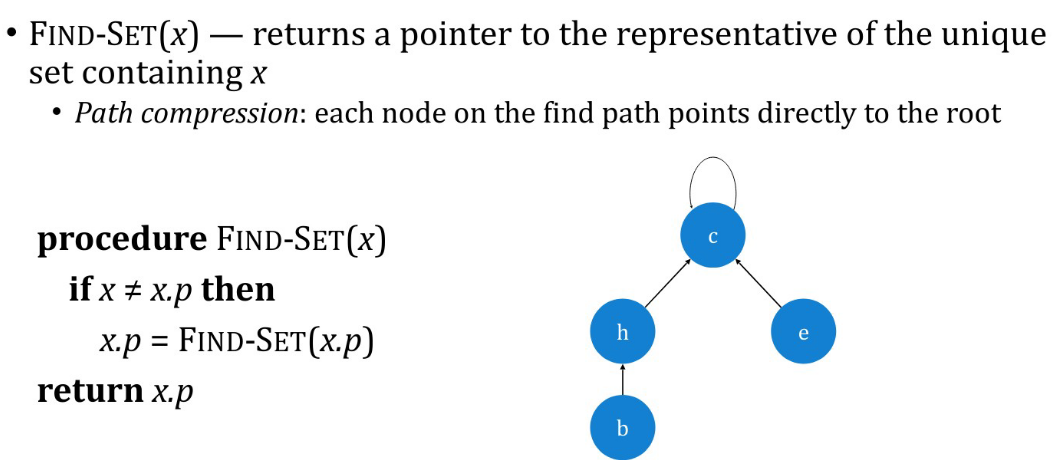 • FIND-SET(x) — returns a pointer to the representative of the unique
set containing x
• Path compression: each node on the find path points directly to the root
procedure FIND-SET(x)
if x ≠ x.p then
x.p = FIND-SET(x.p)
return x.p
c
h
e
b